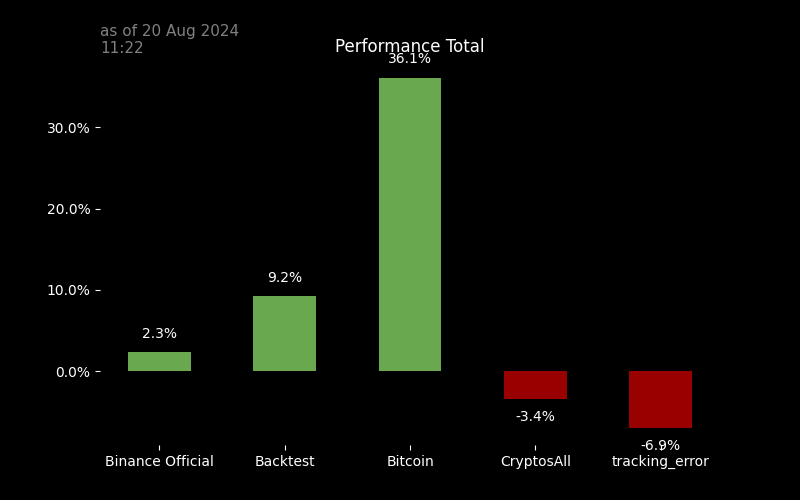 as of 20 Aug 2024
11:22
Performance Total
36.1%
30.0%
20.0%
10.0%
0.0%
9.2%
2.3%
-3.4%
-6.9%
Binance Official
Backtest
Bitcoin
CryptosAll
tracking_error